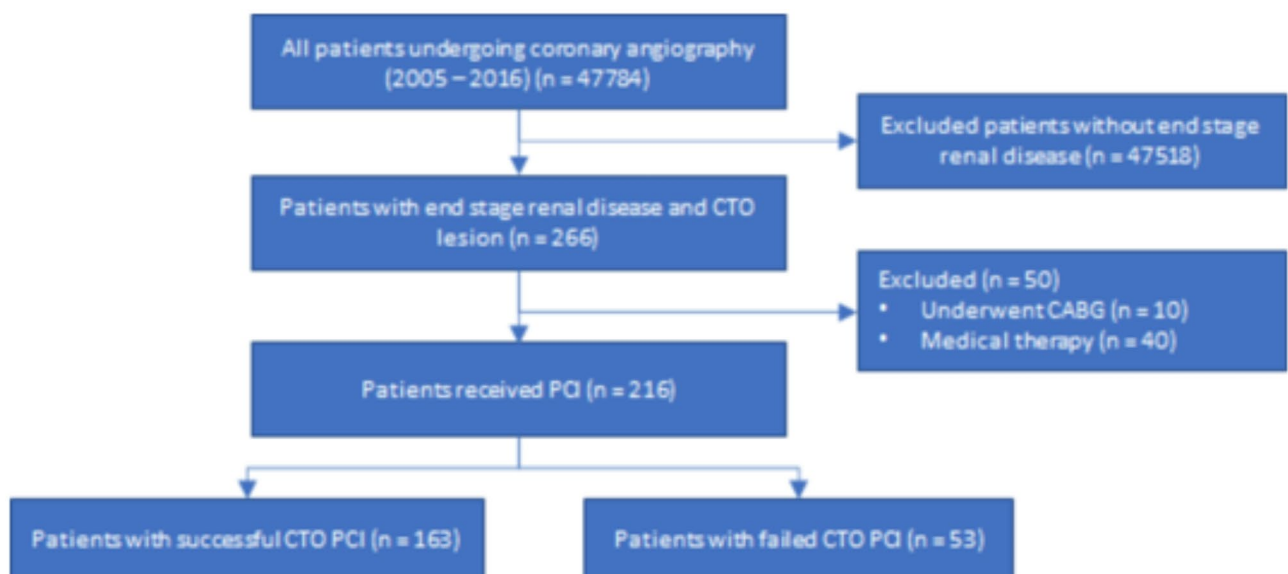 All patients undergoing coronary angiography
(2005 – 2016) (n = 47784)
Excluded patients without end stage
renal disease (n = 47518)
Patients with end stage renal disease and CTO
lesion (n = 266)
Excluded (n = 50)
• Underwent CABG (n = 10)
• Medical therapy (n = 40)
Patients received PCI (n = 216)
Patients with successful CTO PCI (n = 163)
Patients with failed CTO PCI (n = 53)